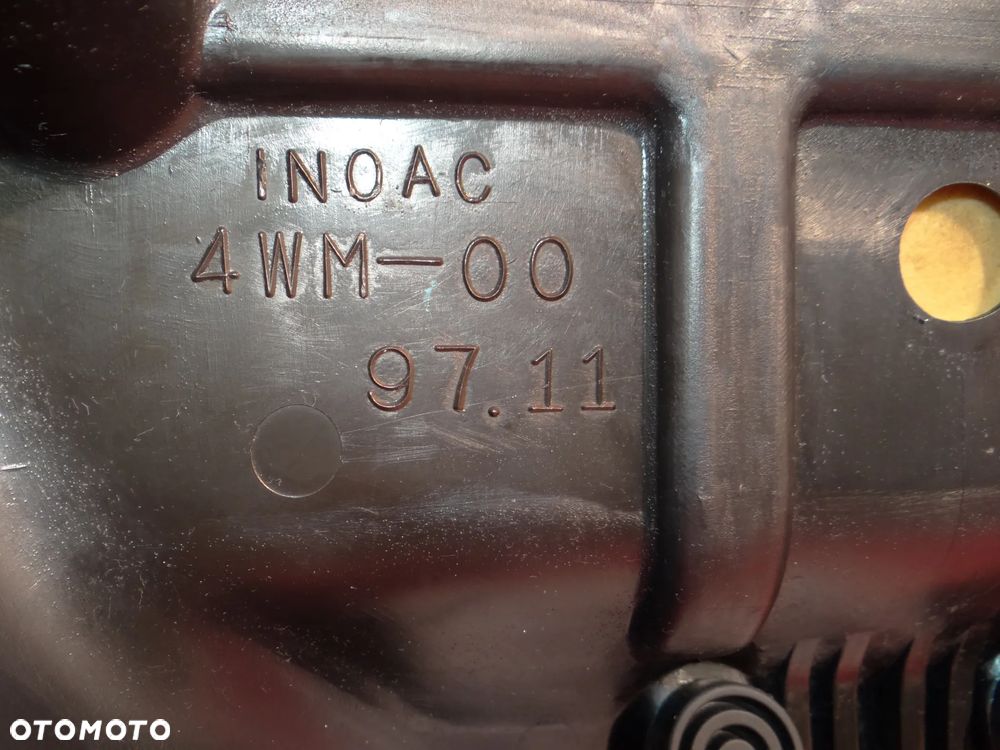 INOAC
4WM-00
97.11
OTOMOTO